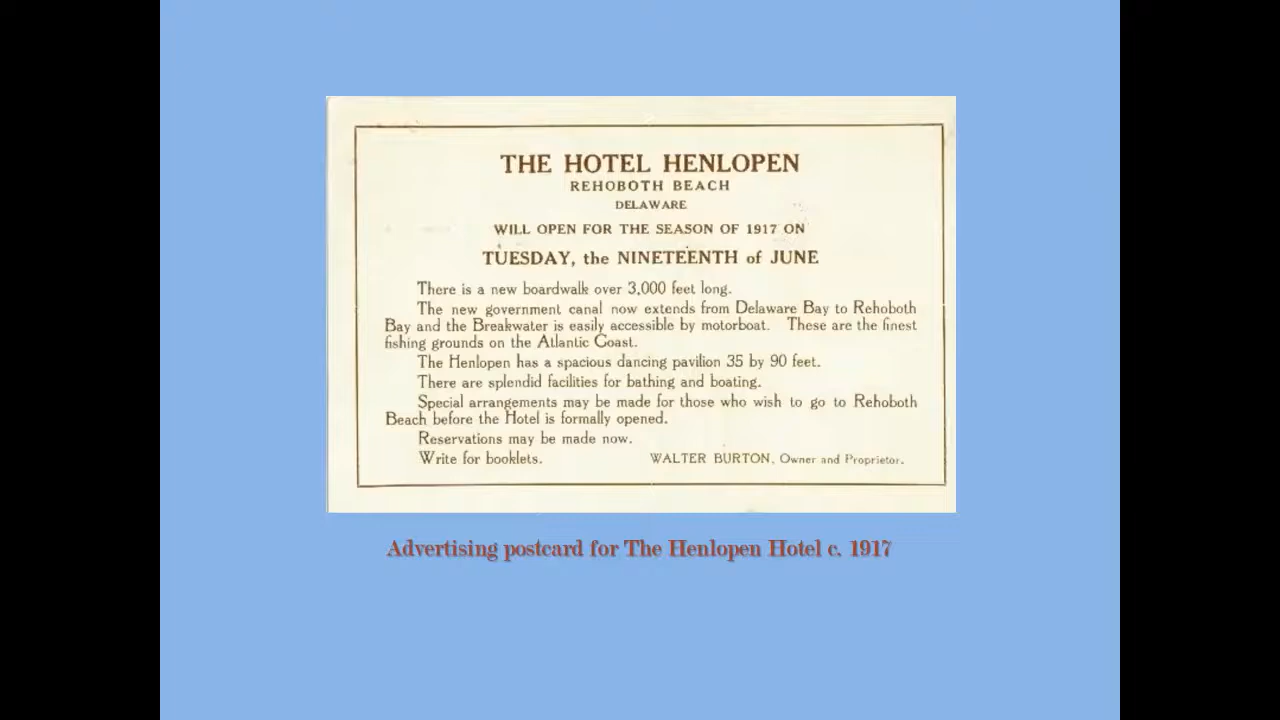 THE HOTEL HENLOPEN
REHOBOTH BEACH
DELAWARE
WILL OPEN FOR THE SEASON OF 1917 ON
TUESDAY, the NINETEENTH of JUNE
There is a new boardwalk over 3,000 feet long.
The new government canal now extends from Delaware Bay to Rehoboth
Bay and the Breakwater is easily accessible by motorboat. These are the finest
fishing grounds on the Atlantic Coast.
The Henlopen has a spacious dancing pavilion 35 by 90 feet.
There are splendid facilities for bathing and boating.
Special arrangements may be made for those who wish to go to Rehoboth
Beach before the Hotel is formally opened.
Reservations may be made now.
Write for booklets. WALTER BURTON, Owner and Proprietor.
Advertising postcard for The Henlopen Hotel c. 1917